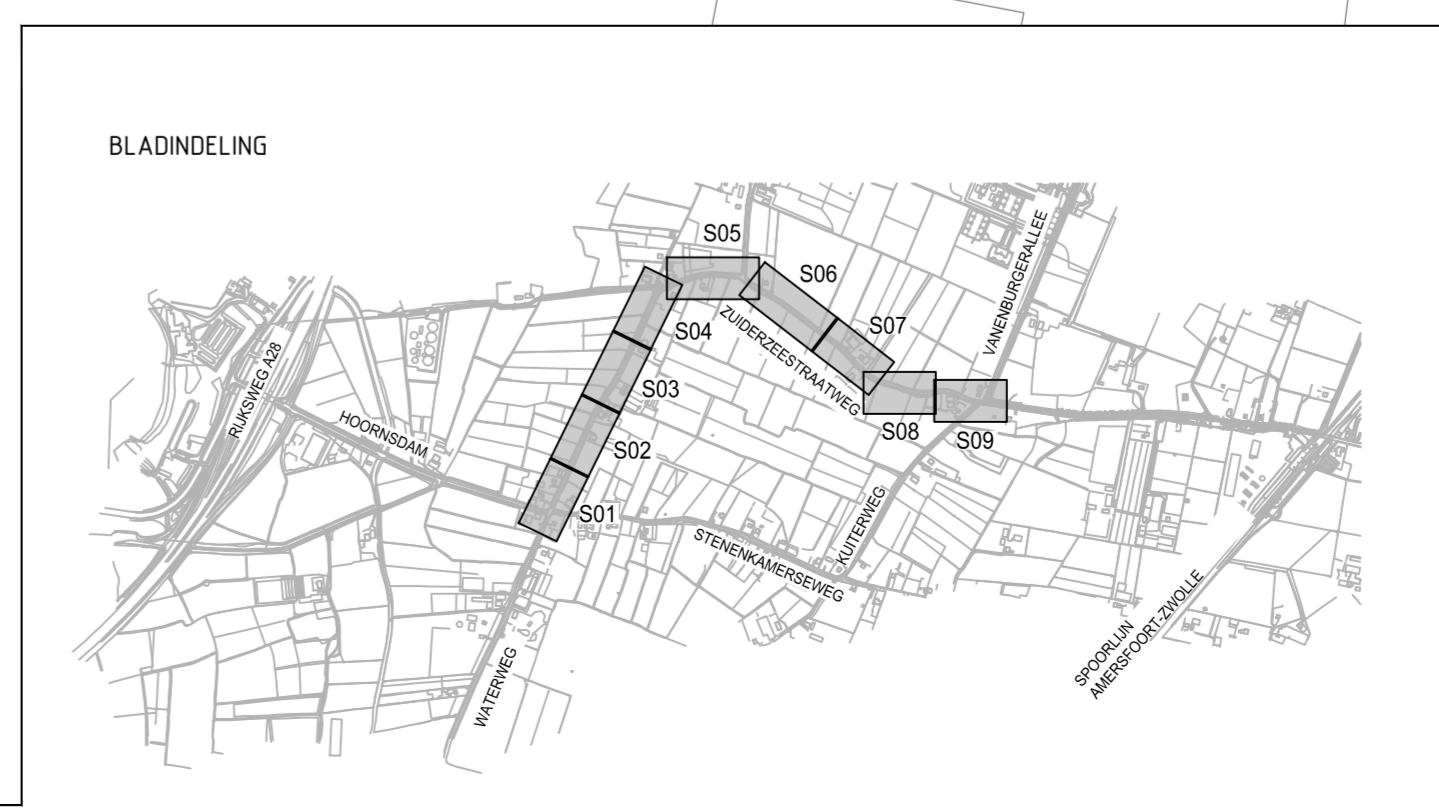 BLADINDELING
S05
S06
S07
S04
ZUIDERZEESTRAATWEG
VANENBURGERALLEE
RIJKSWEG A28
S03
HOORNSDAM
S08
S09
S02
S01
STENENKAMERSEWEG
KUITERWEG
WATERWEG
SPOORLIJN
AMERSFOORT-ZWOLLE